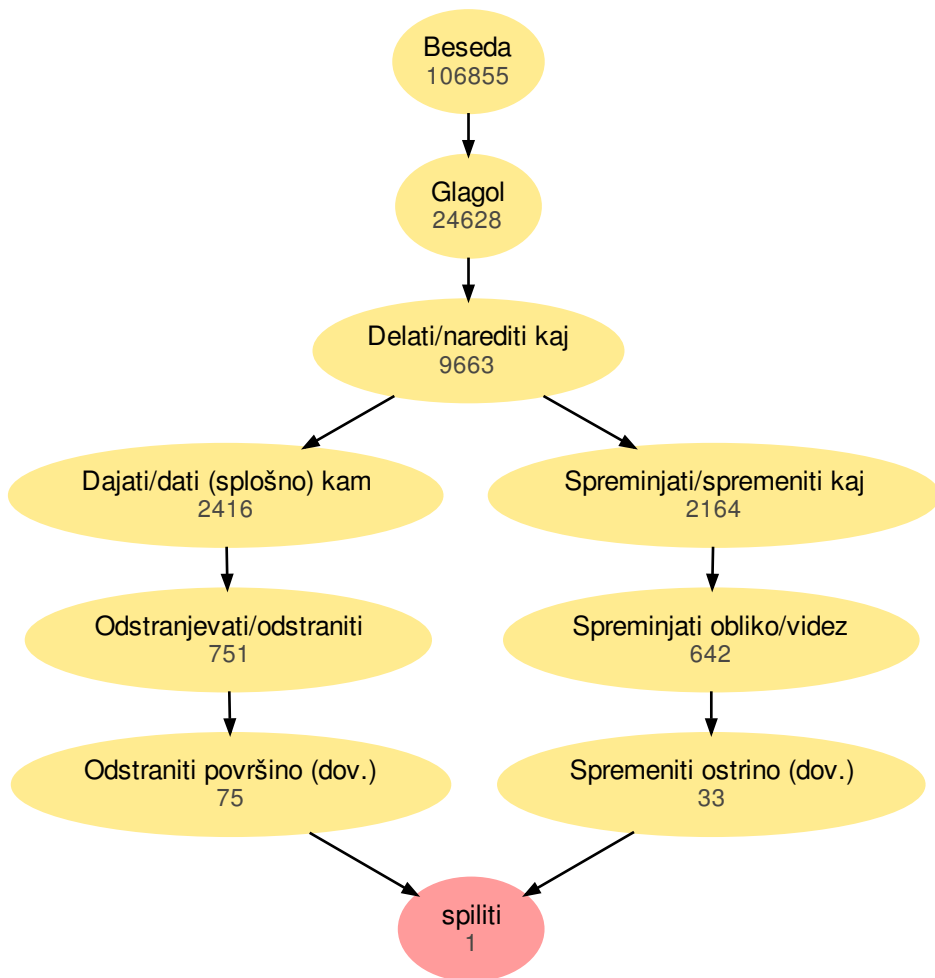 Beseda
106855
Glagol
24628
Delati/narediti kaj
9663
Dajati/dati (splošno) kam
2416
Spreminjati/spremeniti kaj
2164
Odstranjevati/odstraniti
751
Spreminjati obliko/videz
642
Odstraniti površino (dov.)
75
Spremeniti ostrino (dov.)
33
spiliti
1